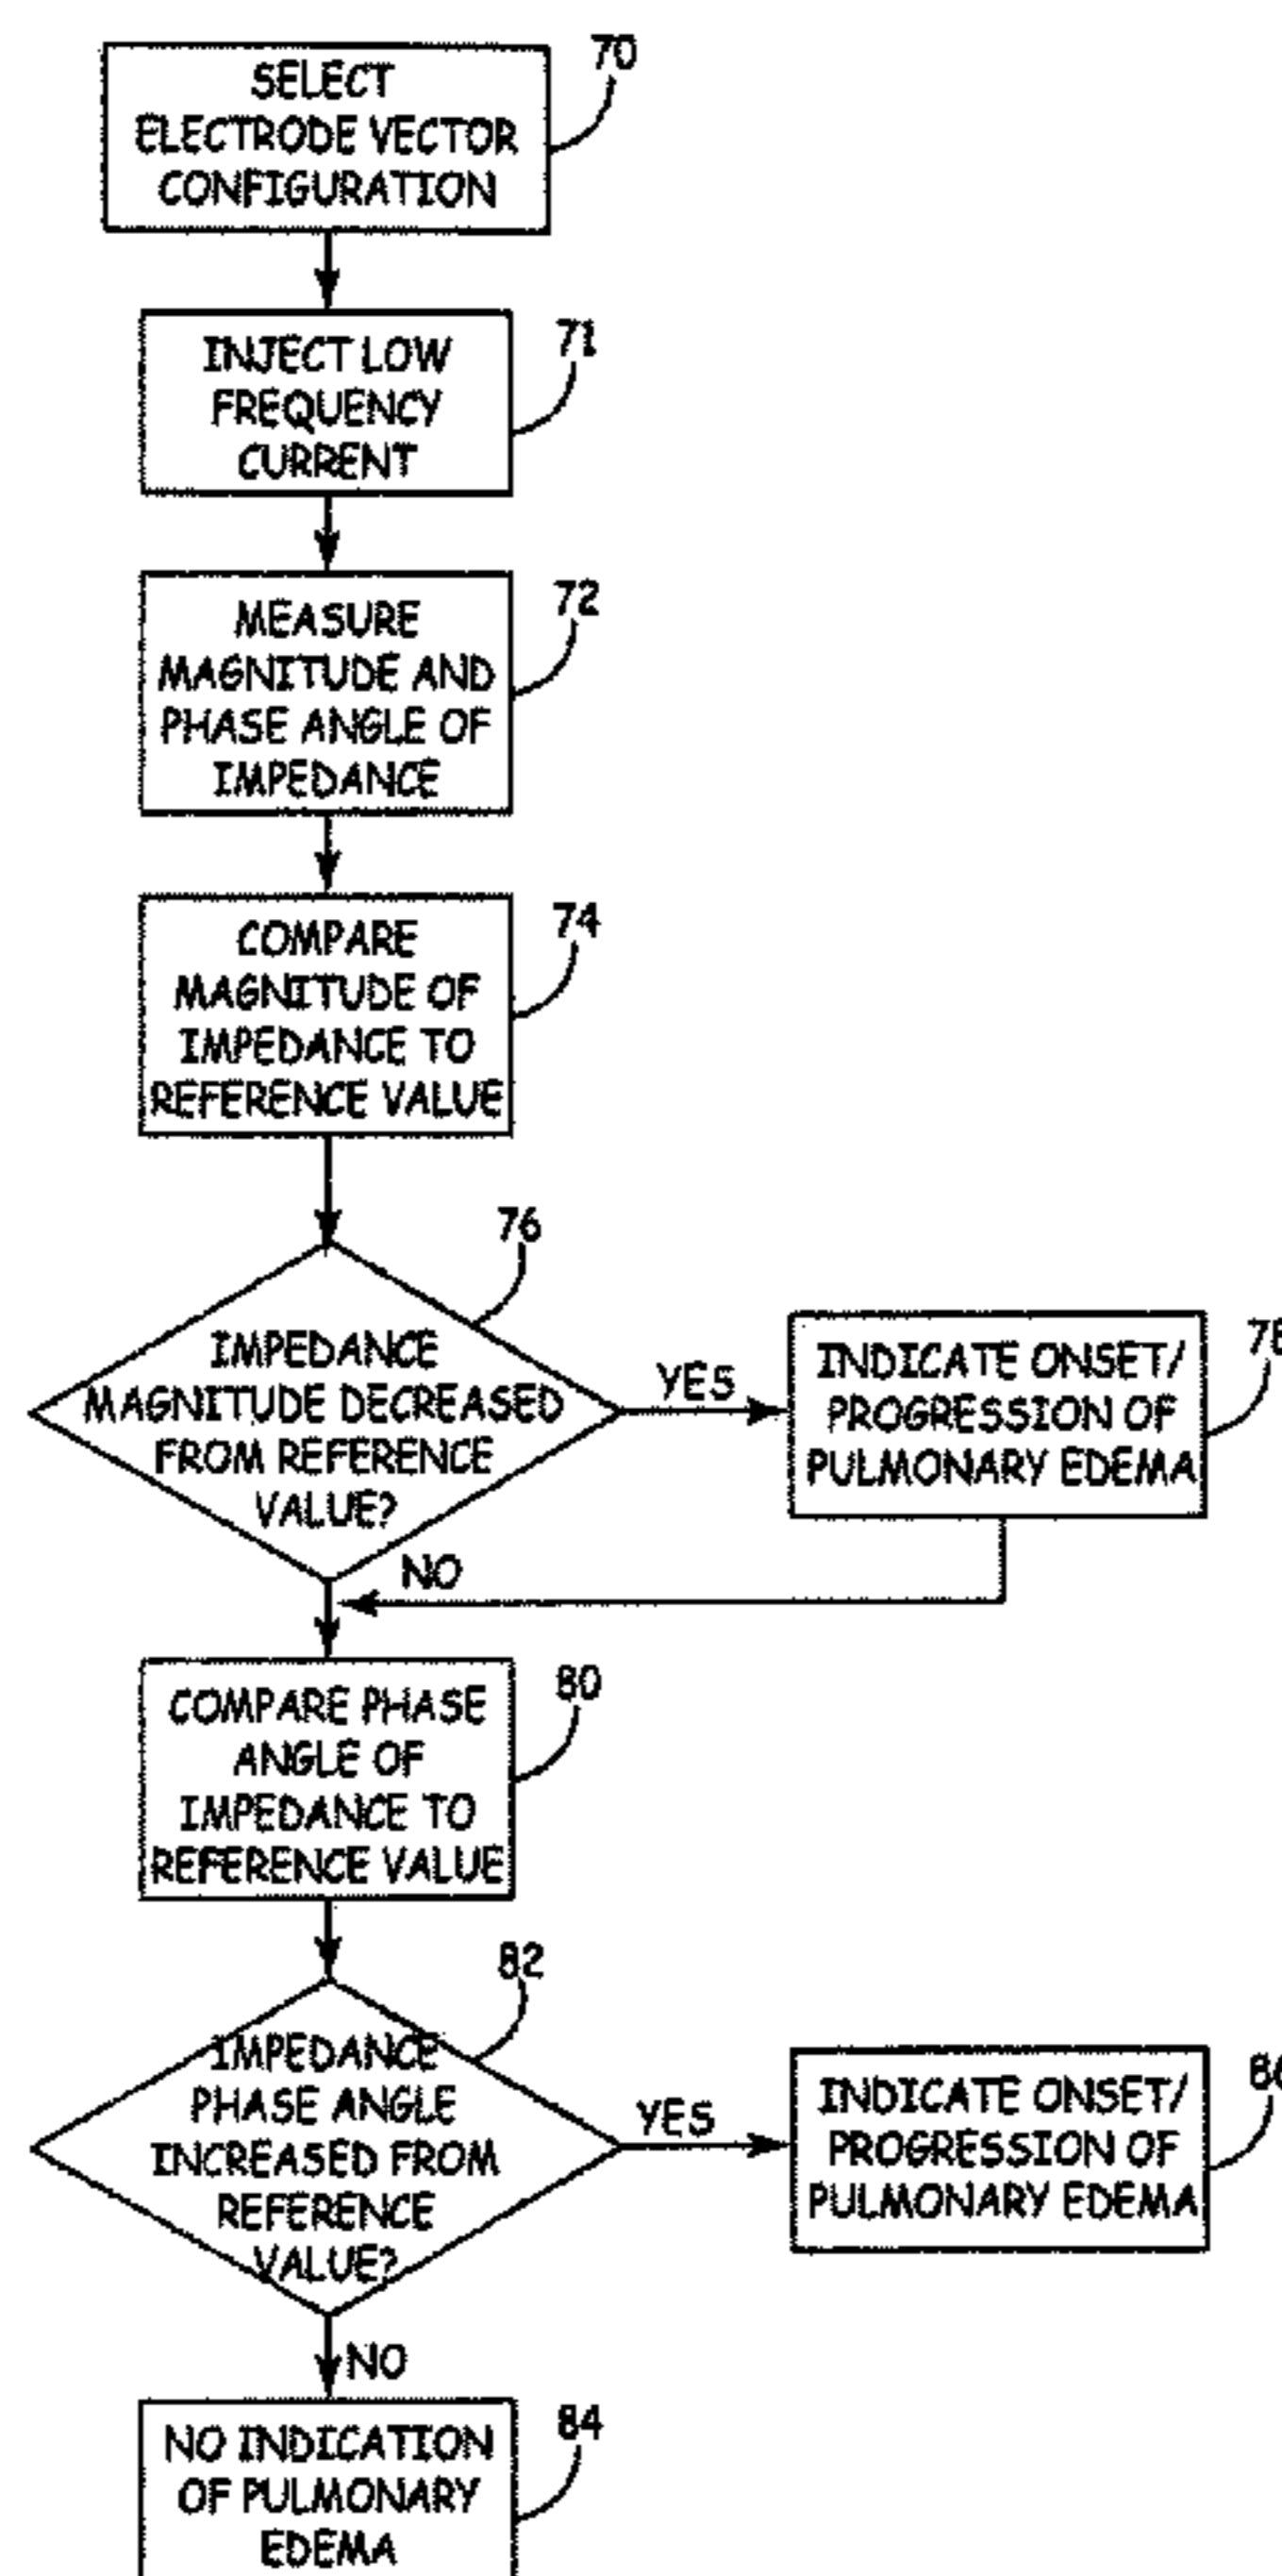 70
SELECT
ELECTRODE VECTOR
CONFIGURATION
71
INJECT LOW
FREQUENCY
CURRENT
72
MEASURE
MAGNITUDE AND
PHASE ANGLE OF
IMPEDANCE
74
COMPARE
MAGNITUDE OF
IMPEDANCE TO
REFERENCE VALUE
76
IMPEDANCE
MAGNITUDE DECREASED
FROM REFERENCE
VALUE?
YES
78
INDICATE ONSET/
PROGRESSION OF
PULMONARY EDEMA
NO
80
COMPARE PHASE
ANGLE OF
IMPEDANCE TO
REFERENCE VALUE
82
IMPEDANCE
PHASE ANGLE
INCREASED FROM
REFERENCE
VALUE?
YES
86
INDICATE ONSET/
PROGRESSION OF
PULMONARY EDEMA
NO
84
NO INDICATION
OF PULMONARY
EDEMA